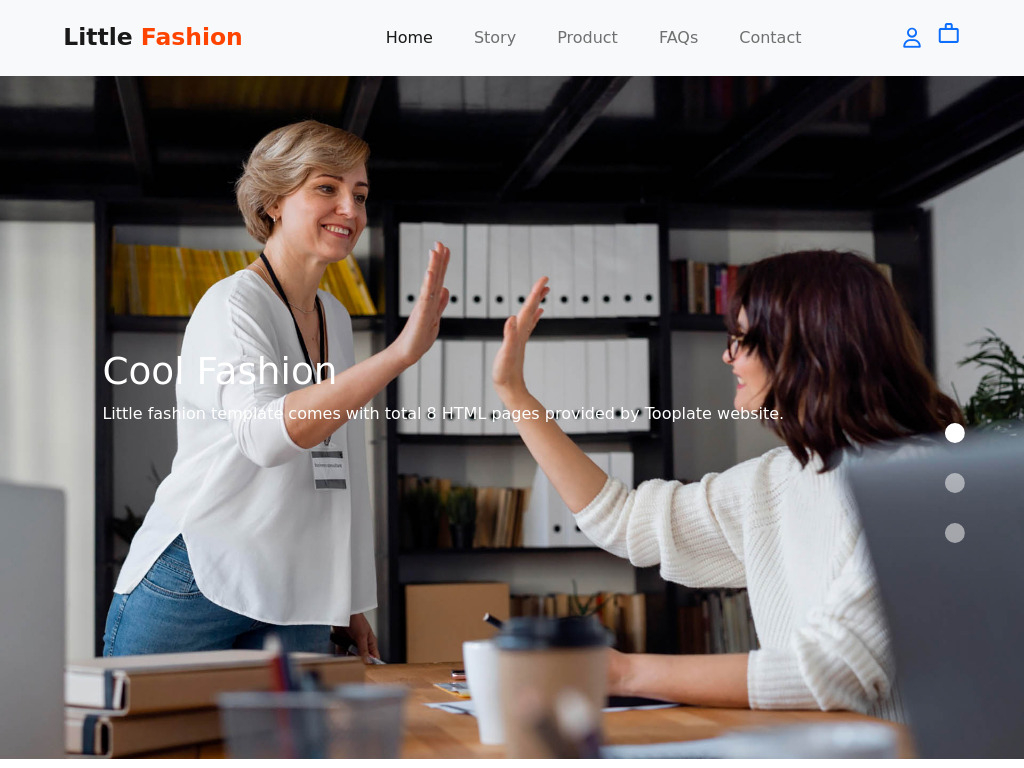 Little Fashion
Home
Story
Product
FAQs
Contact
Cool Fashion
Little fashion template comes with total 8 HTML pages provided by Tooplate website.